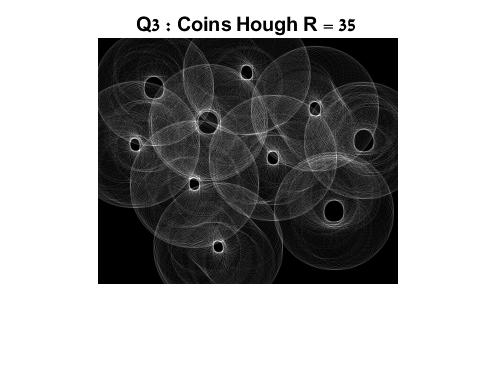 Q3 : Coins Hough R = 35